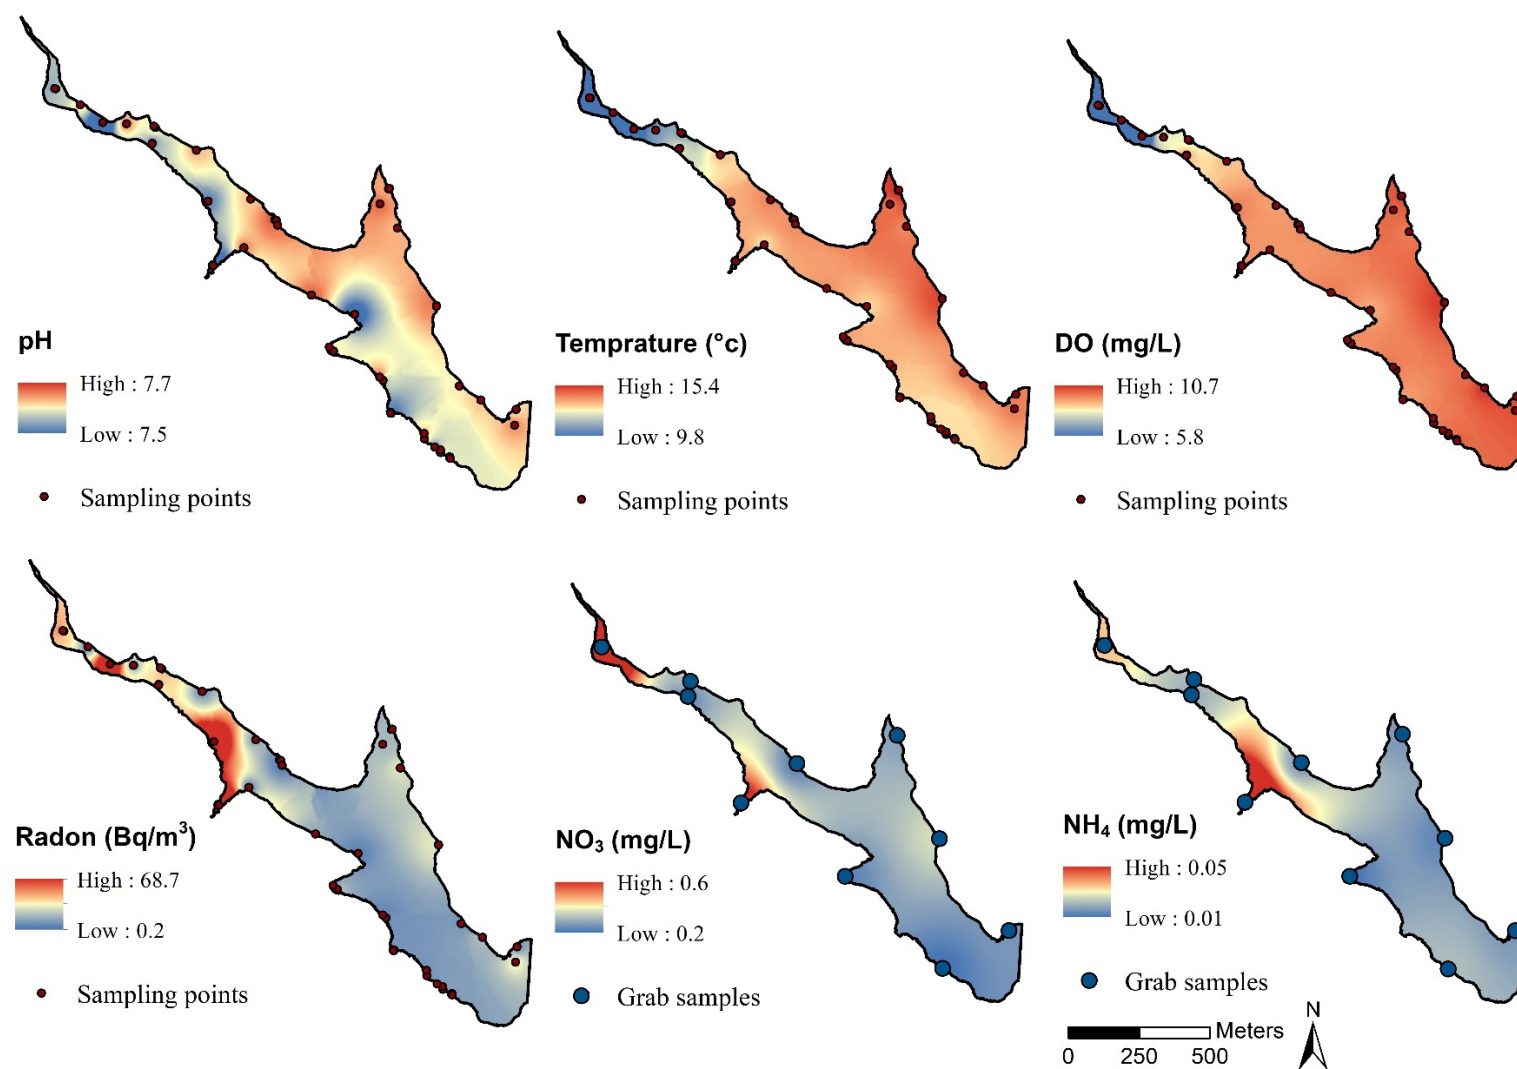 pH
High : 7.7
Low : 7.5
Sampling points
Temprature (°c)
High : 15.4
Low : 9.8
Sampling points
DO (mg/L)
High : 10.7
Low : 5.8
Sampling points
Radon (Bq/m³)
High : 68.7
Low : 0.2
Sampling points
NO₃ (mg/L)
High : 0.6
Low : 0.2
Grab samples
NH₄ (mg/L)
High : 0.05
Low : 0.01
Grab samples
N
Meters
0 250 500